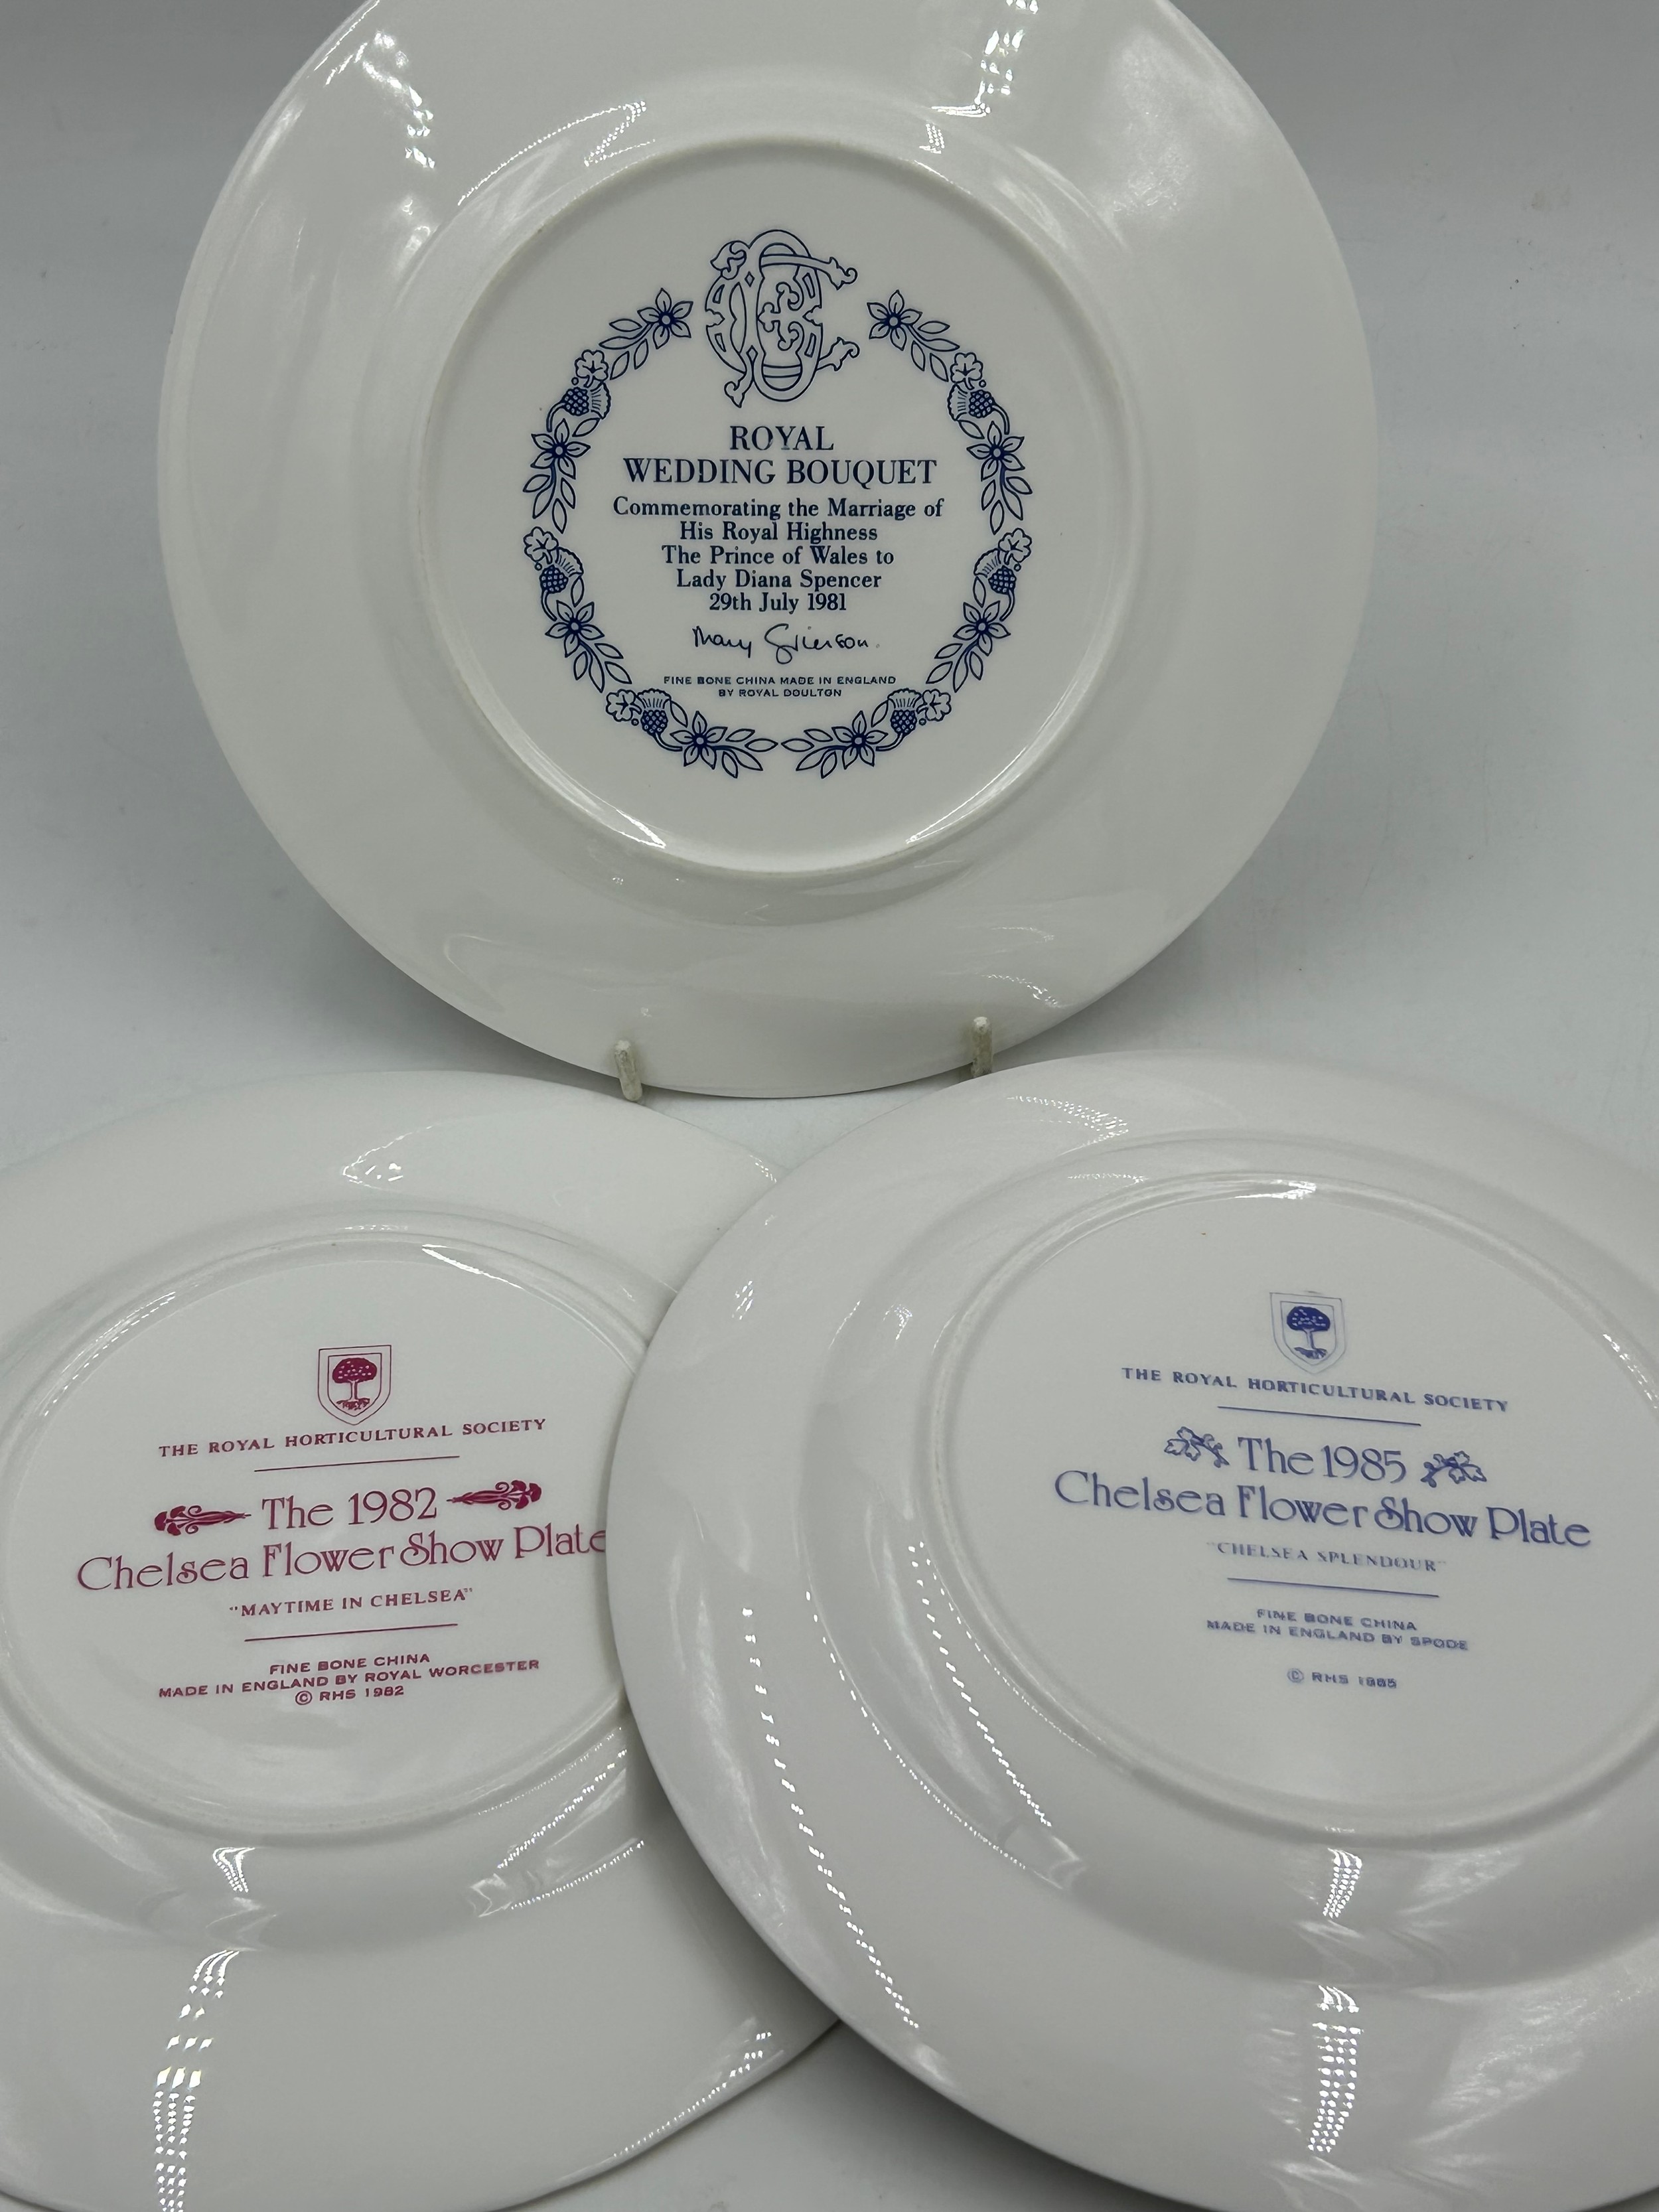 ROYAL
WEDDING BOUQUET
Commemorating the Marriage of
His Royal Highness
The Prince of Wales to
Lady Diana Spencer
29th July 1981
Mary Grierson.
FINE BONE CHINA MADE IN ENGLAND
BY ROYAL DOULTON
THE ROYAL HORTICULTURAL SOCIETY
The 1982
Chelsea Flower Show Plate
"MAYTIME IN CHELSEA"
FINE BONE CHINA
MADE IN ENGLAND BY ROYAL WORCESTER
© RHS 1982
THE ROYAL HORTICULTURAL SOCIETY
The 1985
Chelsea Flower Show Plate
"CHELSEA SPLENDOUR"
FINE BONE CHINA
MADE IN ENGLAND BY SPODE
© RHS 1985